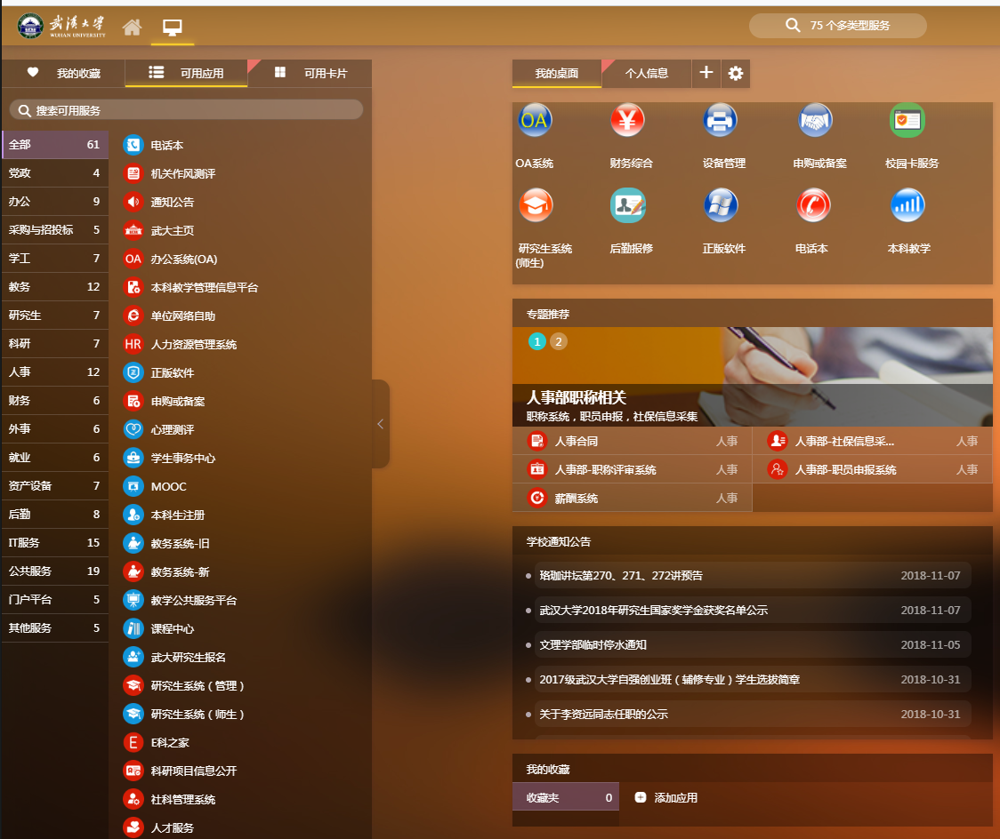 武汉大学
WUHAN UNIVERSITY
75 个多类型服务
我的收藏
可用应用
可用卡片
搜索可用服务
全部 61
党政 4
办公 9
采购与招投标 5
学工 7
教务 12
研究生 7
科研 7
人事 12
财务 6
外事 6
就业 6
资产设备 7
后勤 8
IT服务 15
公共服务 19
门户平台 5
其他服务 5
电话本
机关作风测评
通知公告
武大主页
OA 办公系统(OA)
本科教学管理信息平台
单位网络自助
HR 人力资源管理系统
正版软件
申购或备案
心理测评
学生事务中心
MOOC
本科生注册
教务系统-旧
教务系统-新
教学公共服务平台
课程中心
武大研究生报名
研究生系统（管理）
研究生系统（师生）
E E科之家
科研项目信息公开
社科管理系统
人才服务
我的桌面
个人信息
OA
OA系统
财务综合
设备管理
申购或备案
校园卡服务
研究生系统
(师生)
后勤报修
正版软件
电话本
本科教学
专题推荐
1 2
人事部职称相关
职称系统，职员申报，社保信息采集
人事合同 人事
人事部-社保信息采... 人事
人事部-职称评审系统 人事
人事部-职员申报系统 人事
薪酬系统 人事
学校通知公告
珞珈讲坛第270、271、272讲预告 2018-11-07
武汉大学2018年研究生国家奖学金获奖名单公示 2018-11-07
文理学部临时停水通知 2018-11-05
2017级武汉大学自强创业班（辅修专业）学生选拔简章 2018-10-31
关于李资远同志任职的公示 2018-10-31
我的收藏
收藏夹 0
添加应用